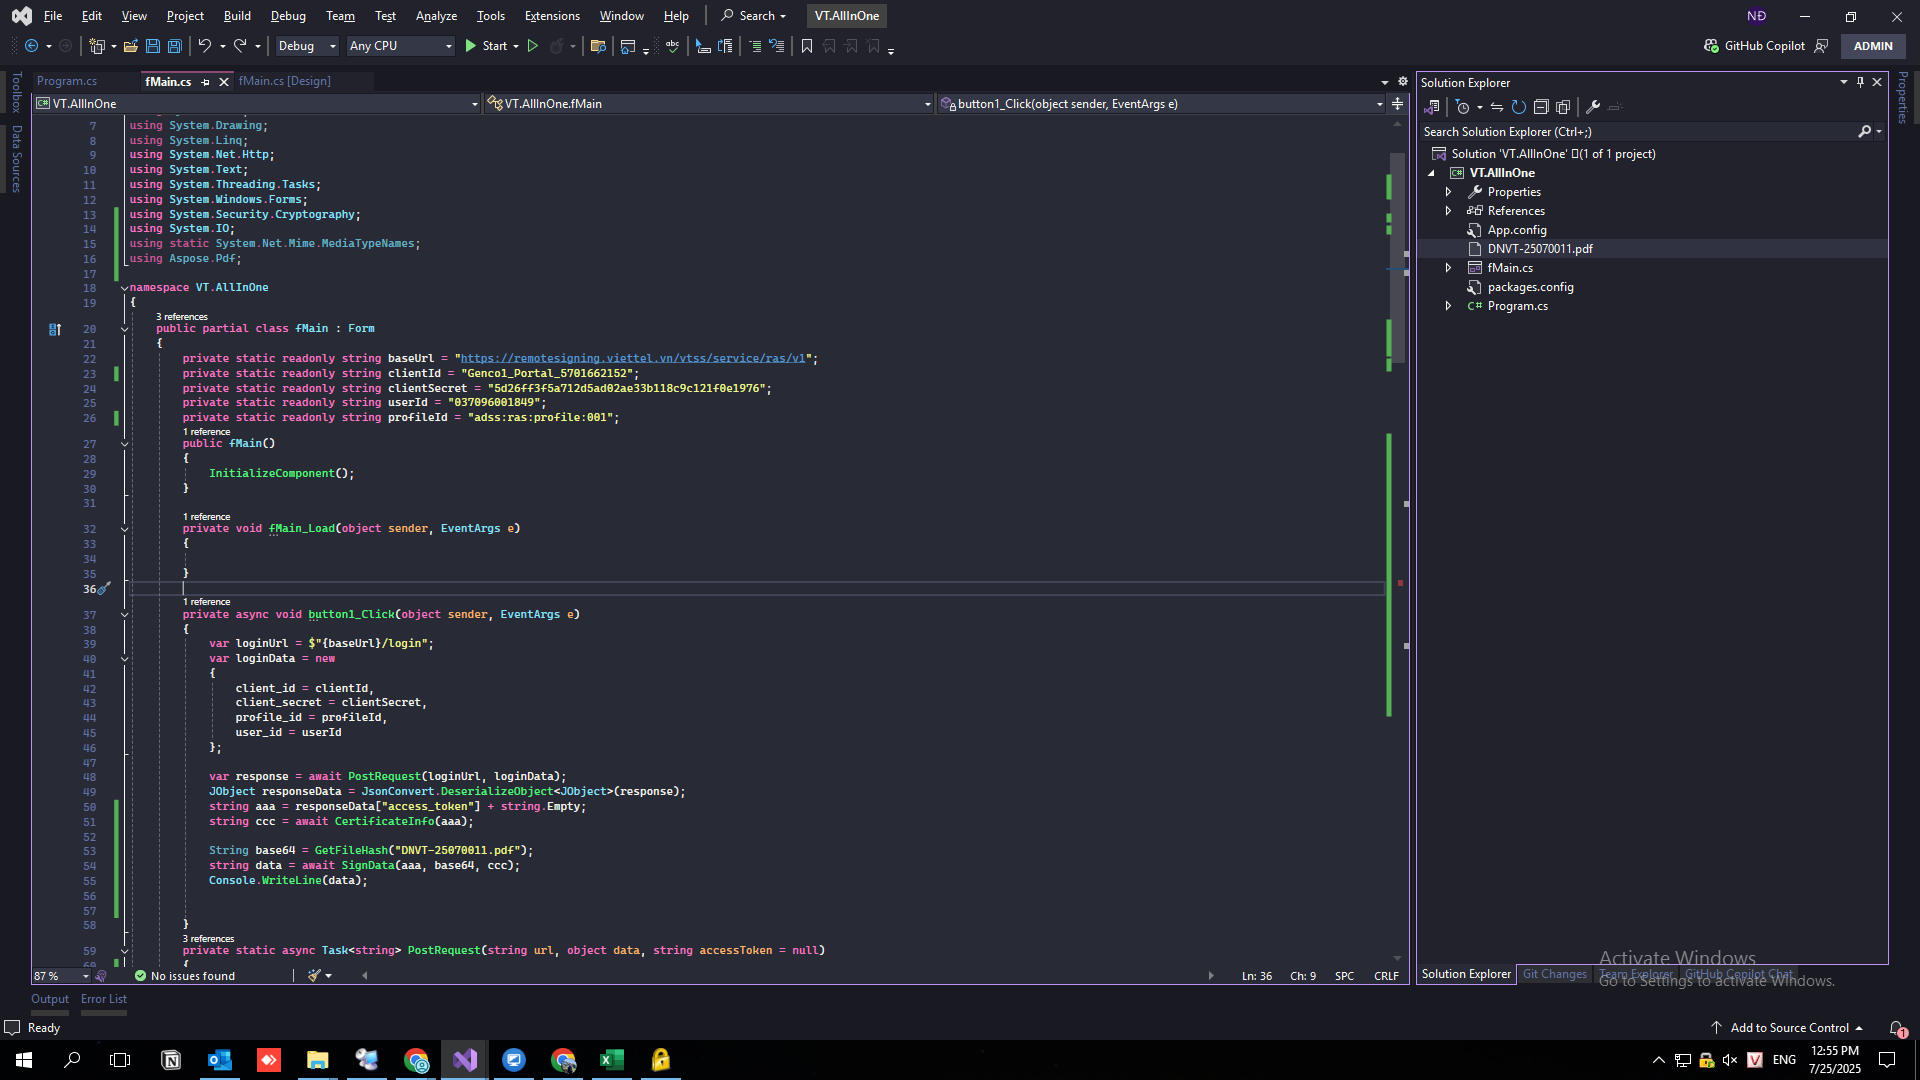 File Edit View Project Build Debug Team Test Analyze Tools Extensions Window Help Search VT.AllInOne NĐ
Debug Any CPU Start GitHub Copilot ADMIN
Toolbox
Data Sources
Program.cs fMain.cs fMain.cs [Design]
VT.AllInOne VT.AllInOne.fMain button1_Click(object sender, EventArgs e)
7 using System.Drawing;
8 using System.Linq;
9 using System.Net.Http;
10 using System.Text;
11 using System.Threading.Tasks;
12 using System.Windows.Forms;
13 using System.Security.Cryptography;
14 using System.IO;
15 using static System.Net.Mime.MediaTypeNames;
16 using Aspose.Pdf;
17
18 namespace VT.AllInOne
19 {
3 references
20 public partial class fMain : Form
21 {
22 private static readonly string baseUrl = "https://remotesigning.viettel.vn/vtss/service/ras/v1";
23 private static readonly string clientId = "Genco1_Portal_5701662152";
24 private static readonly string clientSecret = "5d26ff3f5a712d5ad02ae33b118c9c121f0e1976";
25 private static readonly string userId = "037096001849";
26 private static readonly string profileId = "adss:ras:profile:001";
1 reference
27 public fMain()
28 {
29 InitializeComponent();
30 }
31
1 reference
32 private void fMain_Load(object sender, EventArgs e)
33 {
34
35 }
36
1 reference
37 private async void button1_Click(object sender, EventArgs e)
38 {
39 var loginUrl = $"{baseUrl}/login";
40 var loginData = new
41 {
42 client_id = clientId,
43 client_secret = clientSecret,
44 profile_id = profileId,
45 user_id = userId
46 };
47
48 var response = await PostRequest(loginUrl, loginData);
49 JObject responseData = JsonConvert.DeserializeObject<JObject>(response);
50 string aaa = responseData["access_token"] + string.Empty;
51 string ccc = await CertificateInfo(aaa);
52
53 String base64 = GetFileHash("DNVT-25070011.pdf");
54 string data = await SignData(aaa, base64, ccc);
55 Console.WriteLine(data);
56
57
58 }
3 references
59 private static async Task<string> PostRequest(string url, object data, string accessToken = null)
60 {
87 % No issues found Ln: 36 Ch: 9 SPC CRLF
Solution Explorer
Search Solution Explorer (Ctrl+;)
Solution 'VT.AllInOne' (1 of 1 project)
VT.AllInOne
Properties
References
App.config
DNVT-25070011.pdf
fMain.cs
packages.config
Program.cs
Solution Explorer Git Changes Team Explorer GitHub Copilot Chat
Properties
Activate Windows
Go to Settings to activate Windows.
Output Error List
Ready Add to Source Control 1
ENG 12:55 PM
7/25/2025